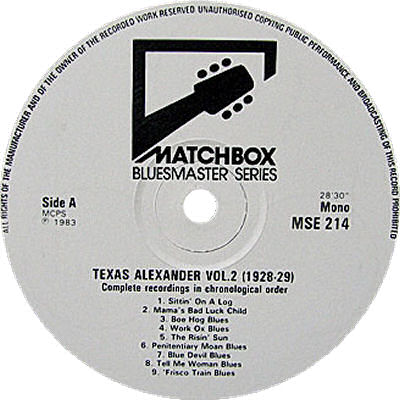 ALL RIGHTS OF THE MANUFACTURER AND OF THE OWNER OF THE RECORDED WORK RESERVED UNAUTHORISED COPYING PUBLIC PERFORMANCE AND BROADCASTING OF THIS RECORD PROHIBITED
MATCHBOX
BLUESMASTER SERIES
Side A
MCPS
℗ 1983
28'30"
Mono
MSE 214
TEXAS ALEXANDER VOL.2 (1928-29)
Complete recordings in chronological order
1. Sittin' On A Log
2. Mama's Bad Luck Child
3. Boe Hog Blues
4. Work Ox Blues
5. The Risin' Sun
6. Penitentiary Moan Blues
7. Blue Devil Blues
8. Tell Me Woman Blues
9. 'Frisco Train Blues